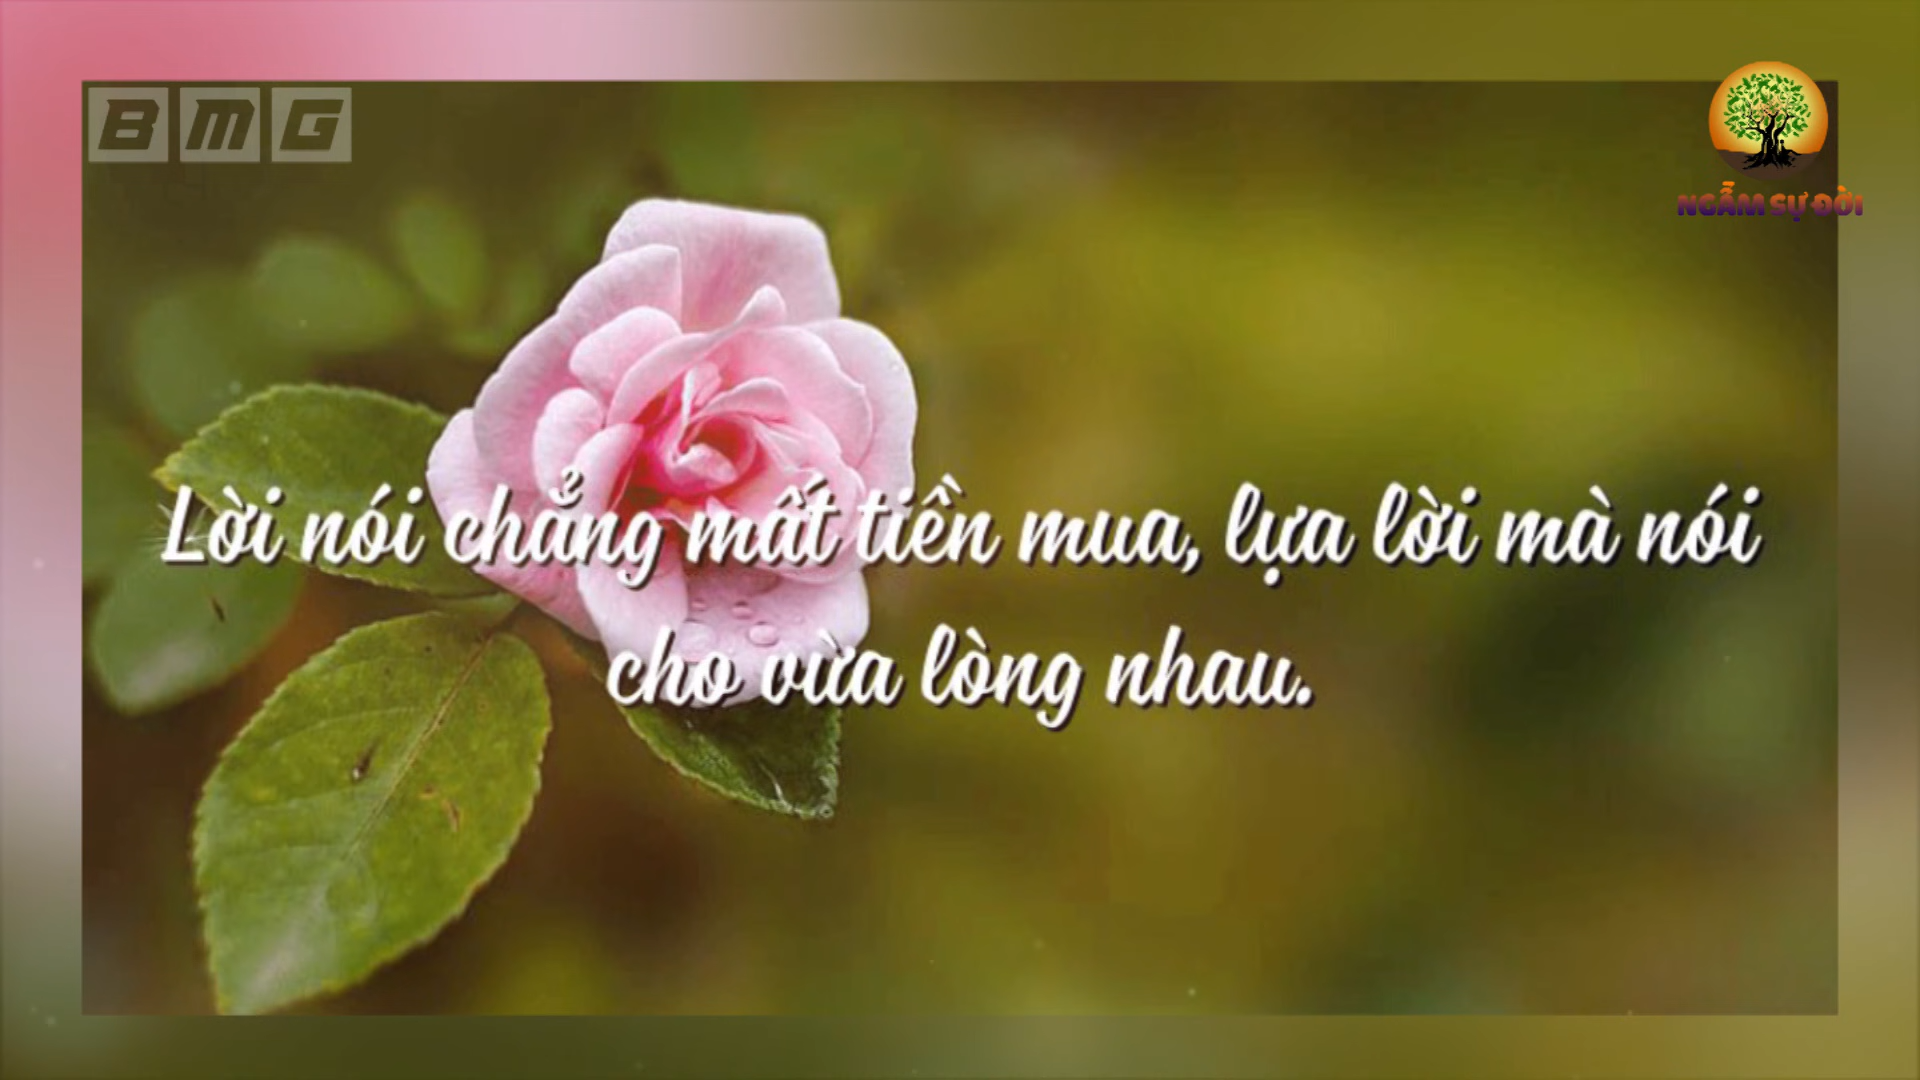 BMG
NGẪM SỰ ĐỜI
Lời nói chẳng mất tiền mua, lựa lời mà nói
cho vừa lòng nhau.